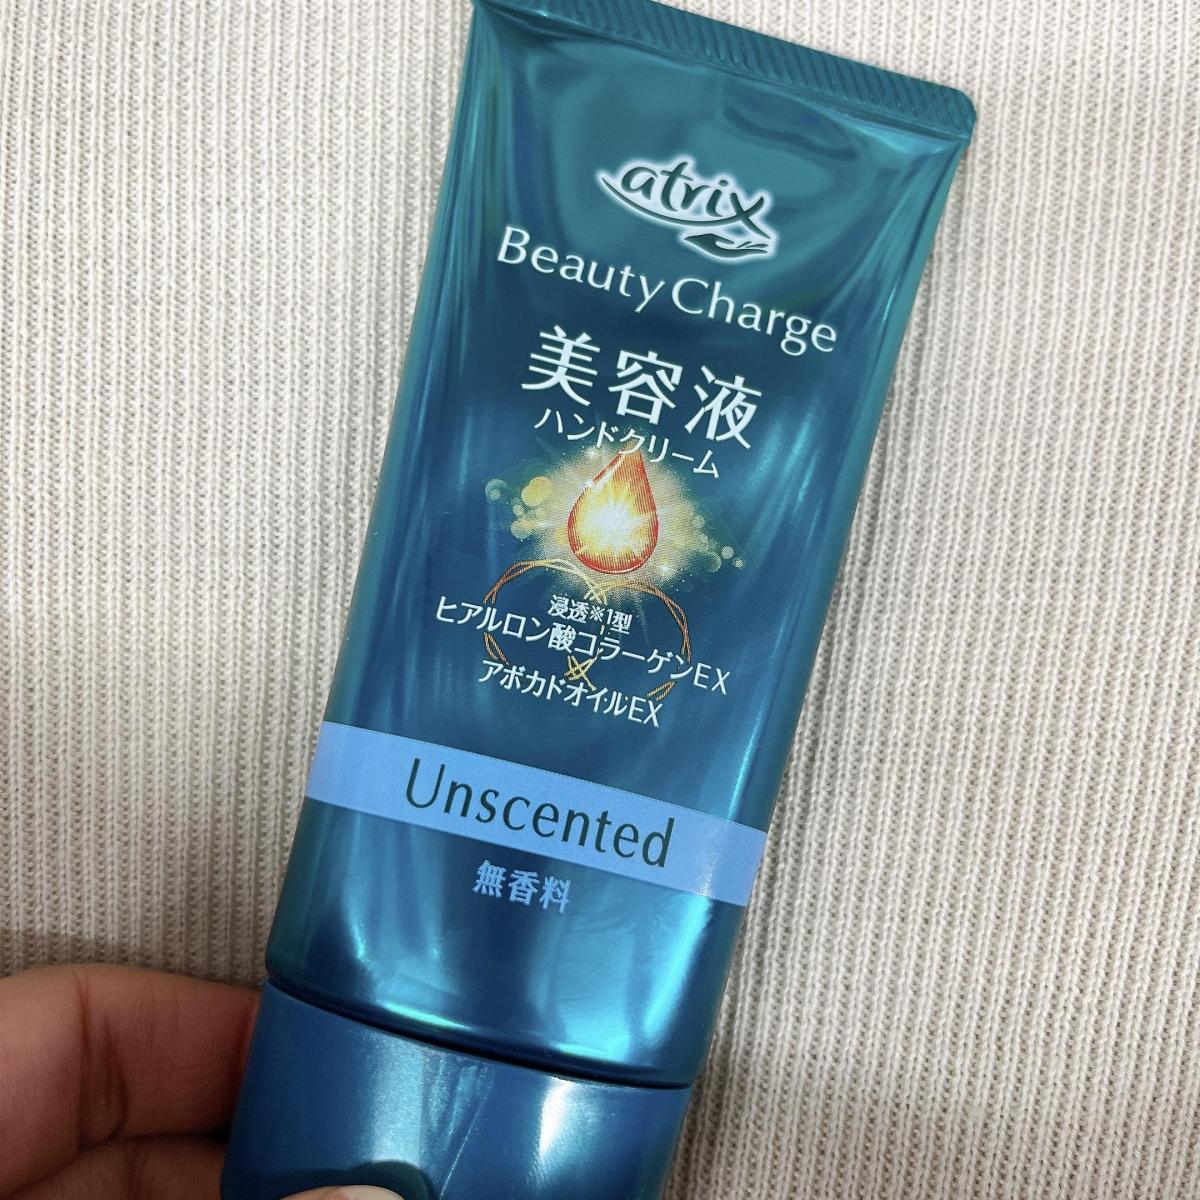 atrix
Beauty Charge
美容液
ハンドクリーム
浸透※1型
ヒアルロン酸コラーゲンEX
アボカドオイルEX
Unscented
無香料